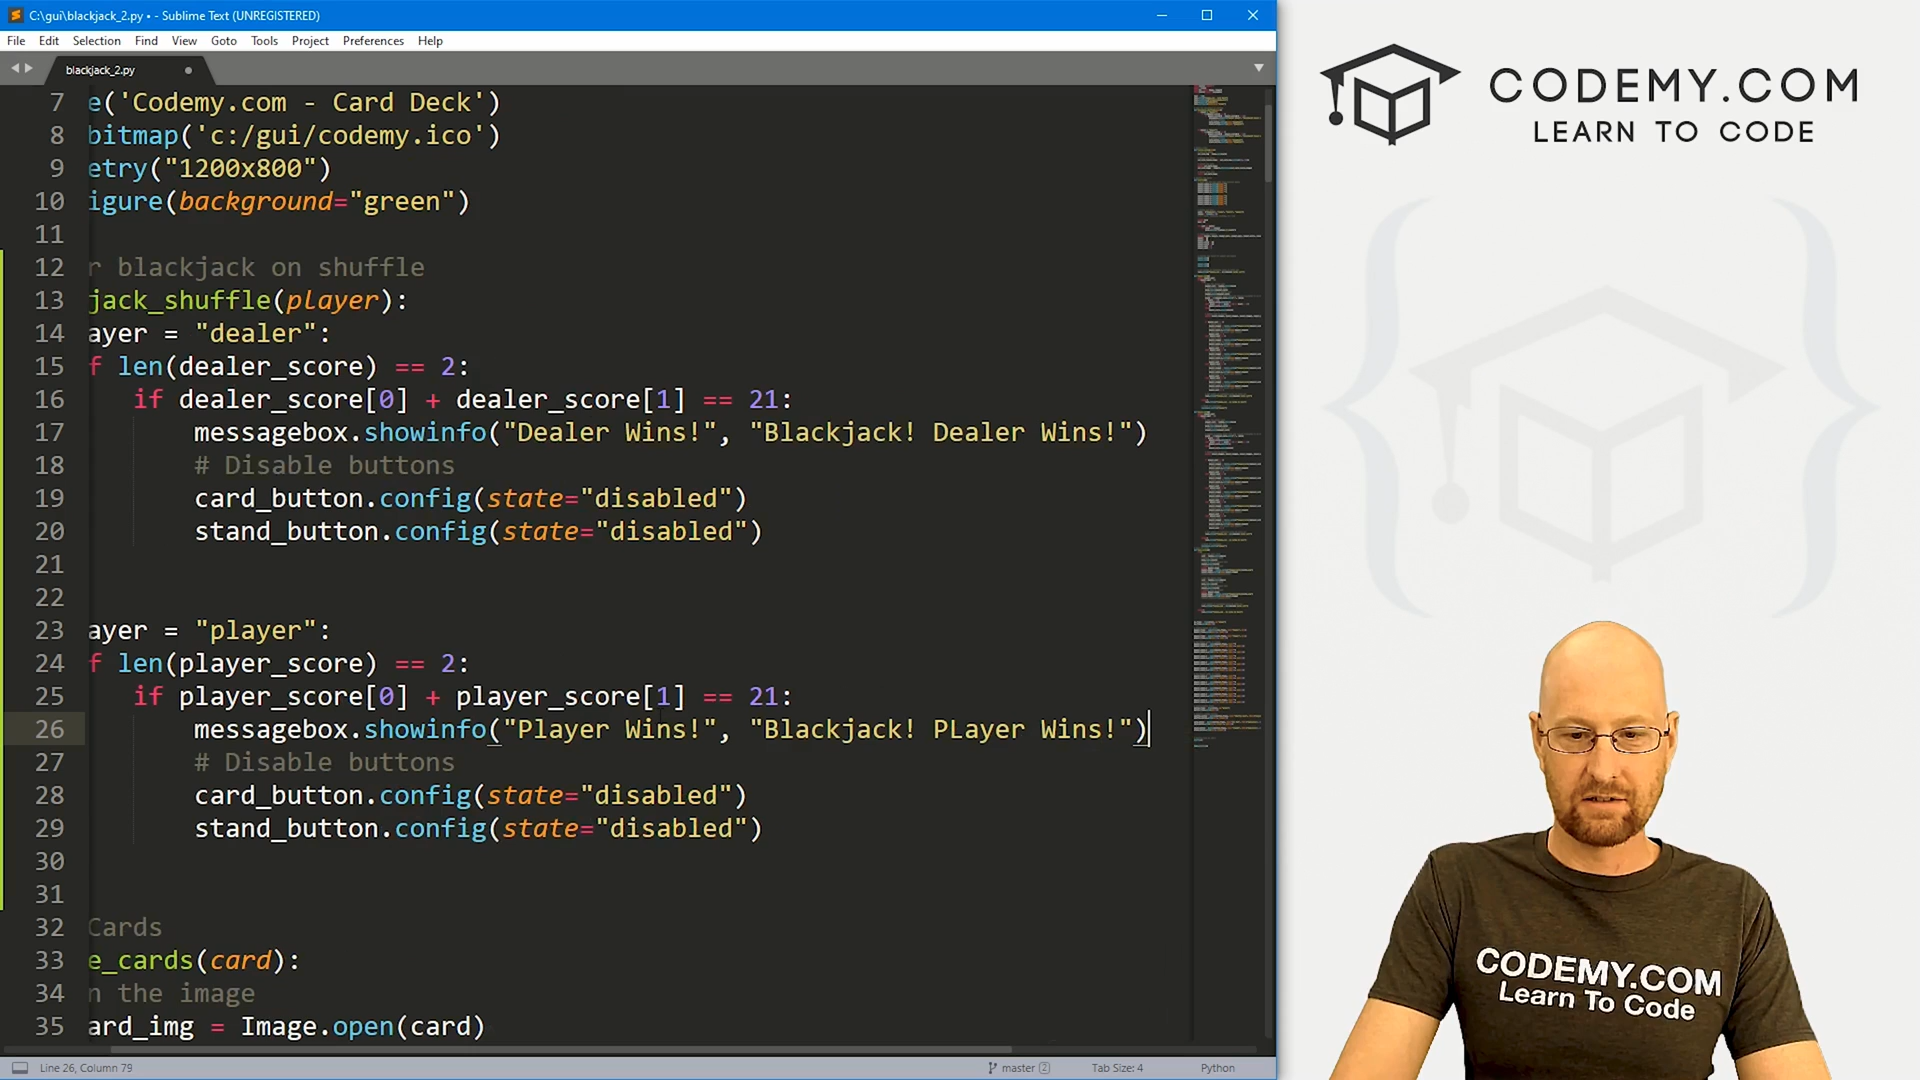 C:\gui\blackjack_2.py • - Sublime Text (UNREGISTERED)
File Edit Selection Find View Goto Tools Project Preferences Help
blackjack_2.py
7 e('Codemy.com - Card Deck')
8 bitmap('c:/gui/codemy.ico')
9 etry("1200x800")
10 igure(background="green")
11
12 r blackjack on shuffle
13 jack_shuffle(player):
14 ayer = "dealer":
15 f len(dealer_score) == 2:
16 if dealer_score[0] + dealer_score[1] == 21:
17 messagebox.showinfo("Dealer Wins!", "Blackjack! Dealer Wins!")
18 # Disable buttons
19 card_button.config(state="disabled")
20 stand_button.config(state="disabled")
21
22
23 ayer = "player":
24 f len(player_score) == 2:
25 if player_score[0] + player_score[1] == 21:
26 messagebox.showinfo("Player Wins!", "Blackjack! PLayer Wins!")
27 # Disable buttons
28 card_button.config(state="disabled")
29 stand_button.config(state="disabled")
30
31
32 Cards
33 e_cards(card):
34 n the image
35 ard_img = Image.open(card)
Line 26, Column 79
master 2
Tab Size: 4
Python
CODEMY.COM
LEARN TO CODE
CODEMY.COM
Learn To Code